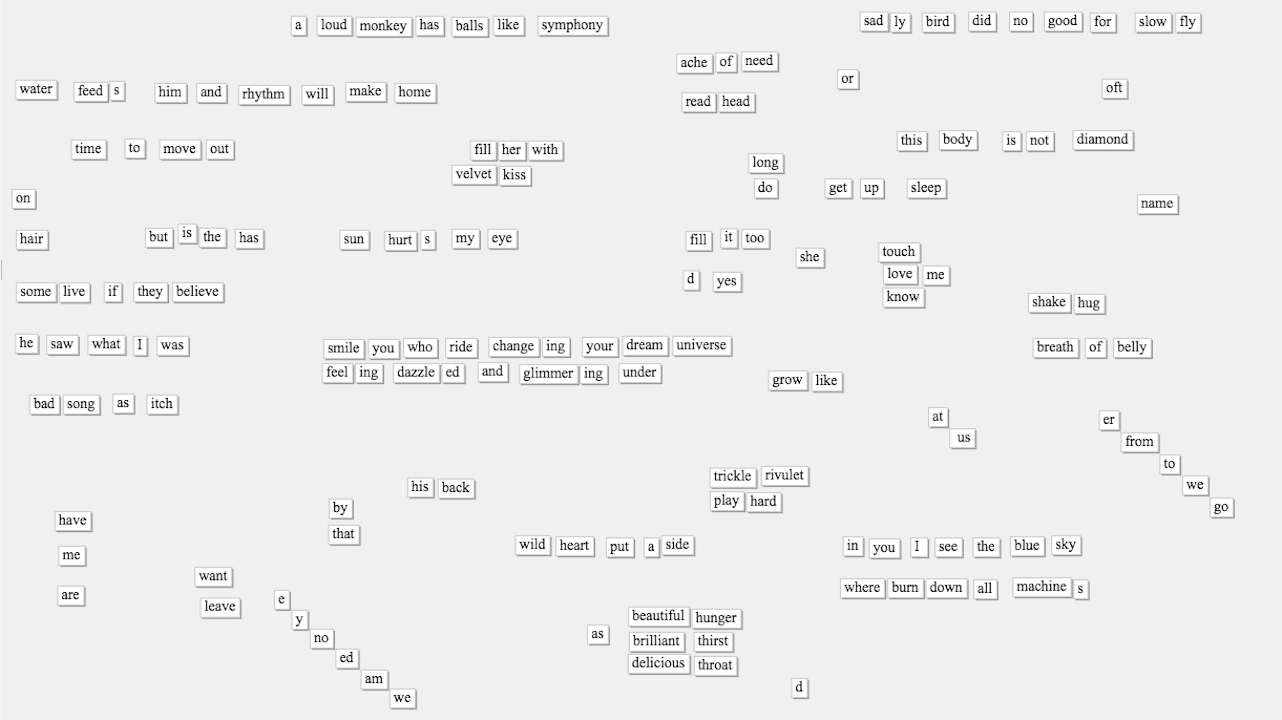 a loud monkey has balls like symphony
sad ly bird did no good for slow fly
ache of need
or
oft
water feed s him and rhythm will make home
read head
time to move out
fill her with
velvet kiss
this body is not diamond
long
do get up sleep
on
name
hair but is the has sun hurt s my eye
fill it too
she
touch
love me
know
d yes
some live if they believe
shake hug
he saw what I was
smile you who ride change ing your dream universe
feel ing dazzle ed and glimmer ing under
breath of belly
grow like
bad song as itch
at
us
er
from
to
we
go
his back
trickle rivulet
play hard
by
that
have
me
are
wild heart put a side
in you I see the blue sky
where burn down all machine s
want
leave
e
y
no
ed
am
we
as
beautiful hunger
brilliant thirst
delicious throat
d